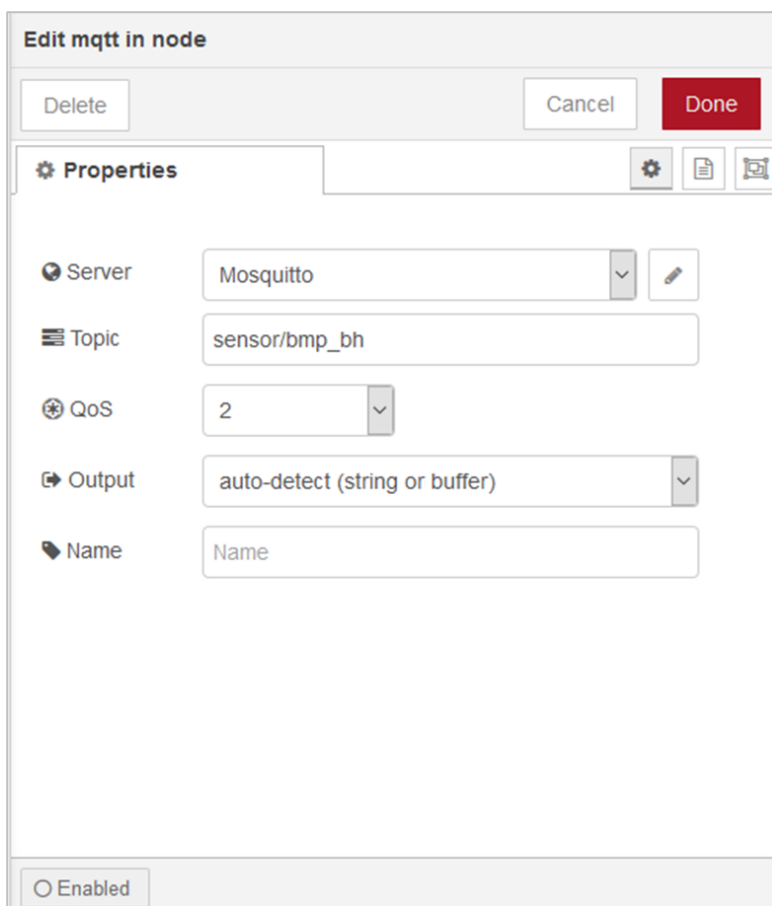 Edit mqtt in node
Delete Cancel Done
Properties
Server Mosquitto
Topic sensor/bmp_bh
QoS 2
Output auto-detect (string or buffer)
Name Name
Enabled